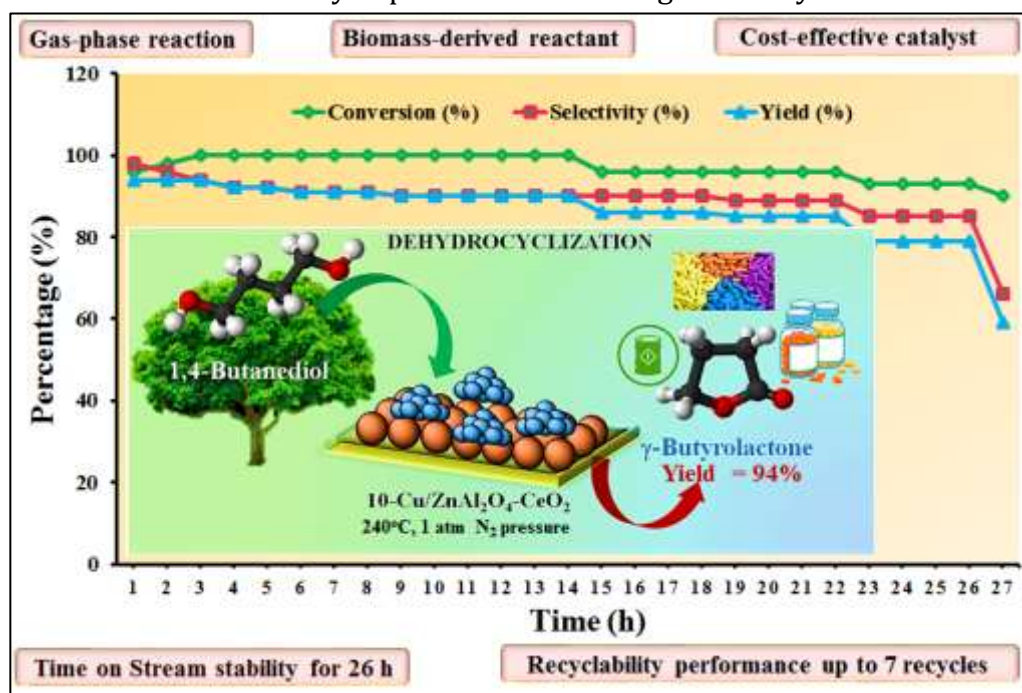 Gas-phase reaction
Biomass-derived reactant
Cost-effective catalyst
120
100
80
60
40
20
0
Percentage (%)
Conversion (%)
Selectivity (%)
Yield (%)
DEHYDROCYCLIZATION
1,4-Butanediol
γ-Butyrolactone
Yield = 94%
10-Cu/ZnAl₂O₄-CeO₂
240°C, 1 atm N₂ pressure
1 2 3 4 5 6 7 8 9 10 11 12 13 14 15 16 17 18 19 20 21 22 23 24 25 26 27
Time (h)
Time on Stream stability for 26 h
Recyclability performance up to 7 recycles